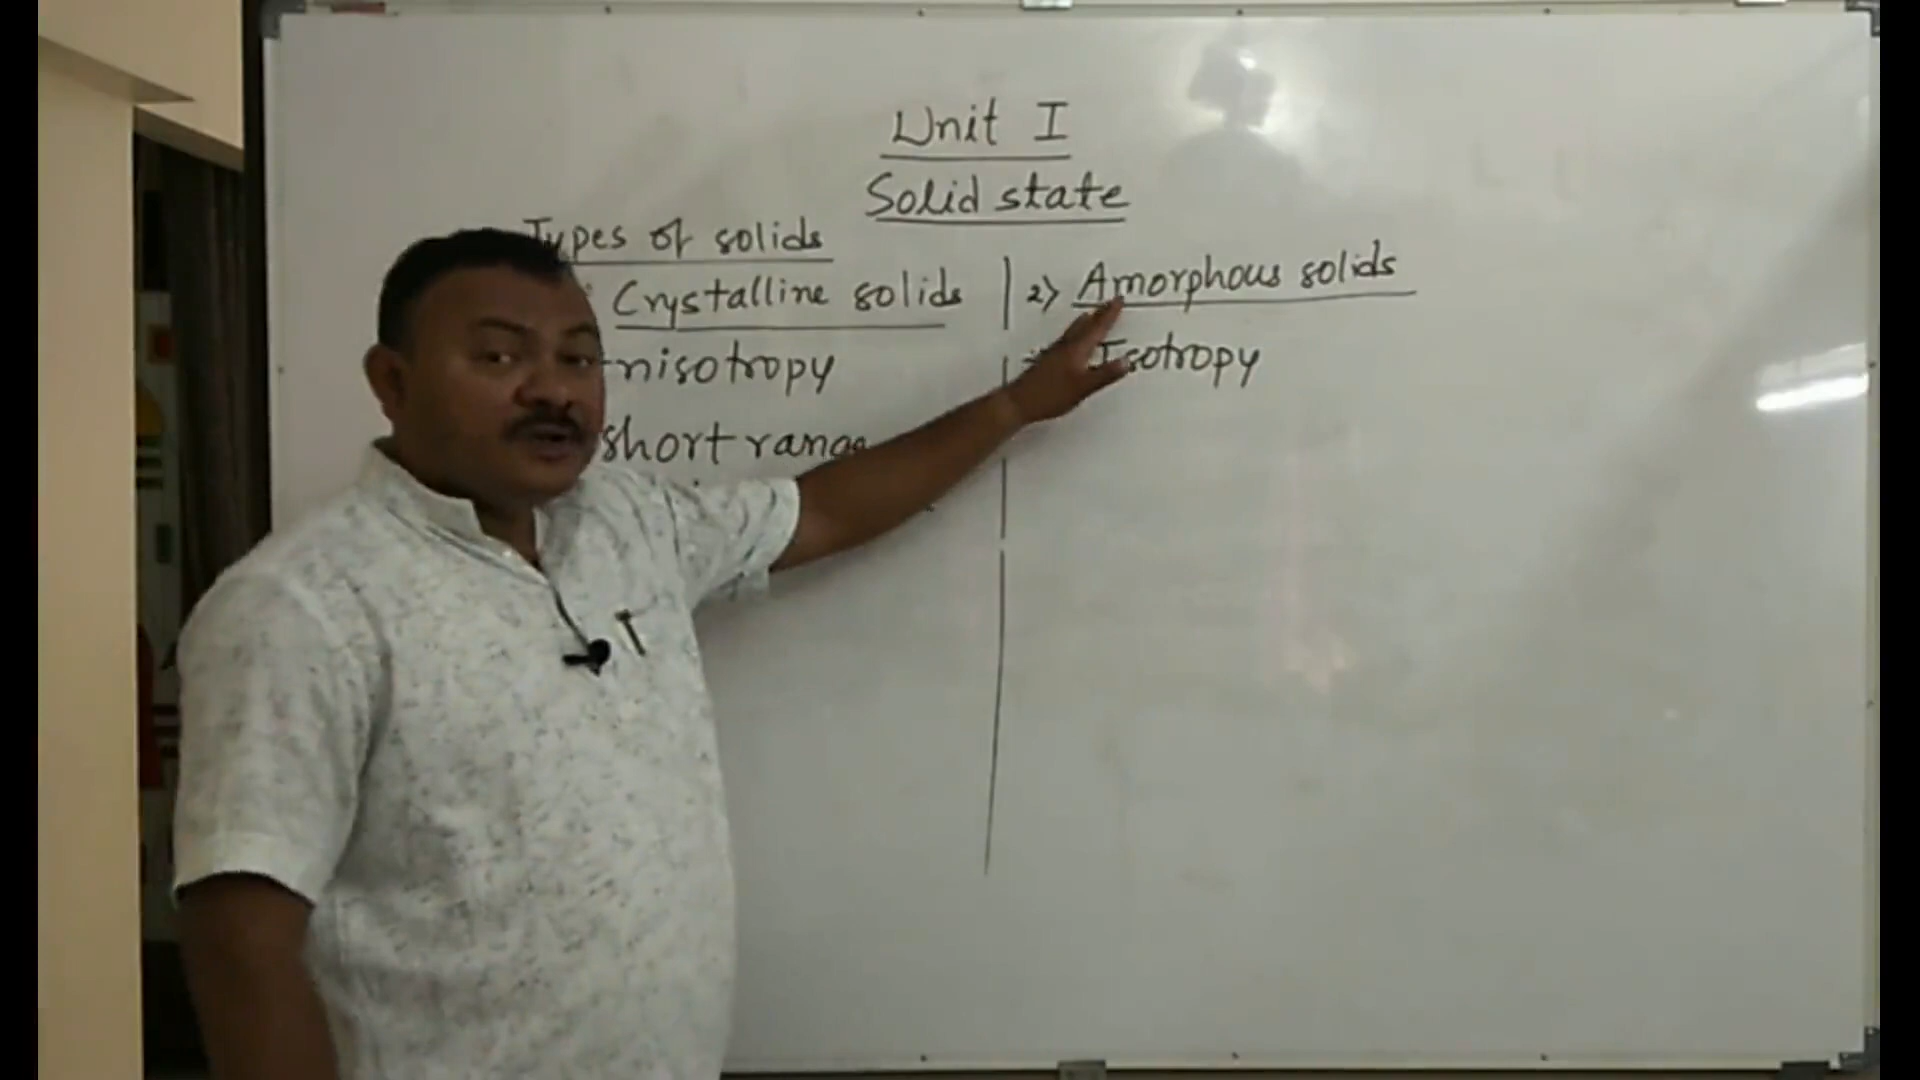 Unit I
Solid state
Types of solids
Crystalline solids
2) Amorphous solids
nisotropy
Isotropy
short range